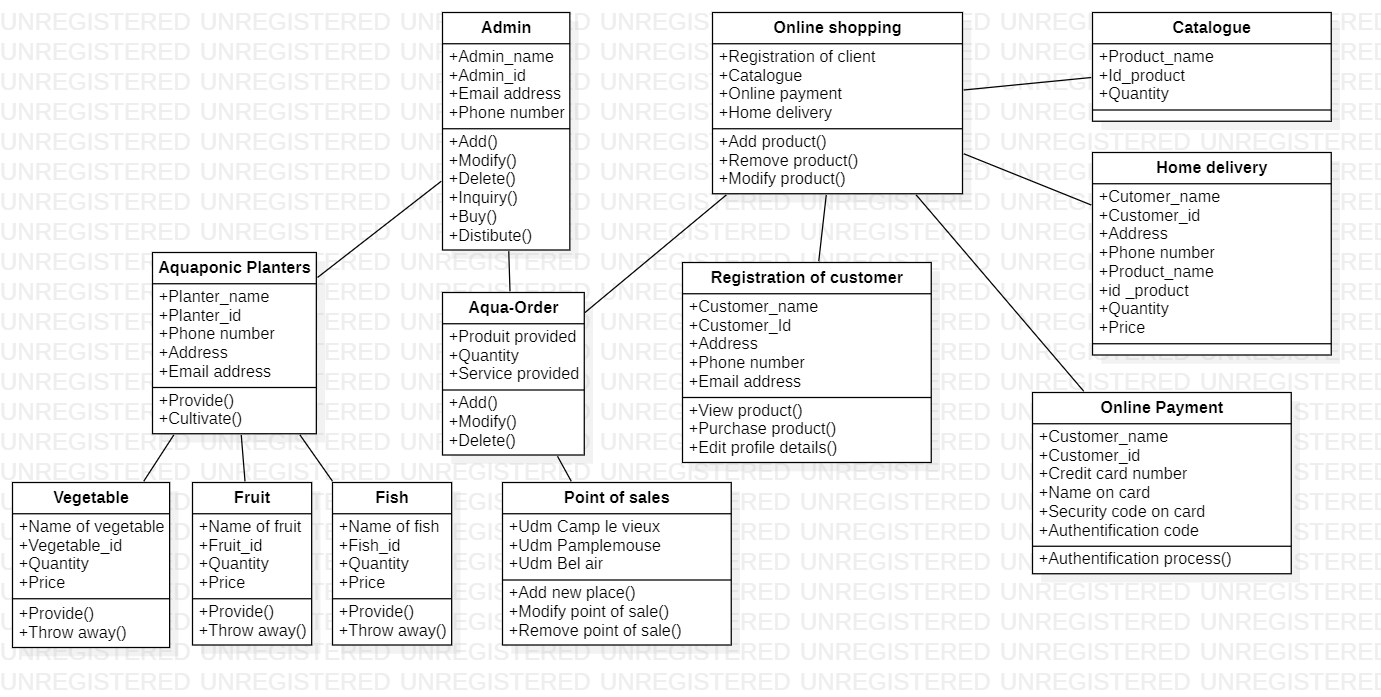 Admin
+Admin_name
+Admin_id
+Email address
+Phone number
+Add()
+Modify()
+Delete()
+Inquiry()
+Buy()
+Distibute()
Online shopping
+Registration of client
+Catalogue
+Online payment
+Home delivery
+Add product()
+Remove product()
+Modify product()
Catalogue
+Product_name
+Id_product
+Quantity
Home delivery
+Cutomer_name
+Customer_id
+Address
+Phone number
+Product_name
+id _product
+Quantity
+Price
Aquaponic Planters
+Planter_name
+Planter_id
+Phone number
+Address
+Email address
+Provide()
+Cultivate()
Aqua-Order
+Produit provided
+Quantity
+Service provided
+Add()
+Modify()
+Delete()
Registration of customer
+Customer_name
+Customer_Id
+Address
+Phone number
+Email address
+View product()
+Purchase product()
+Edit profile details()
Online Payment
+Customer_name
+Customer_id
+Credit card number
+Name on card
+Security code on card
+Authentification code
+Authentification process()
Vegetable
+Name of vegetable
+Vegetable_id
+Quantity
+Price
+Provide()
+Throw away()
Fruit
+Name of fruit
+Fruit_id
+Quantity
+Price
+Provide()
+Throw away()
Fish
+Name of fish
+Fish_id
+Quantity
+Price
+Provide()
+Throw away()
Point of sales
+Udm Camp le vieux
+Udm Pamplemouse
+Udm Bel air
+Add new place()
+Modify point of sale()
+Remove point of sale()
UNREGISTERED